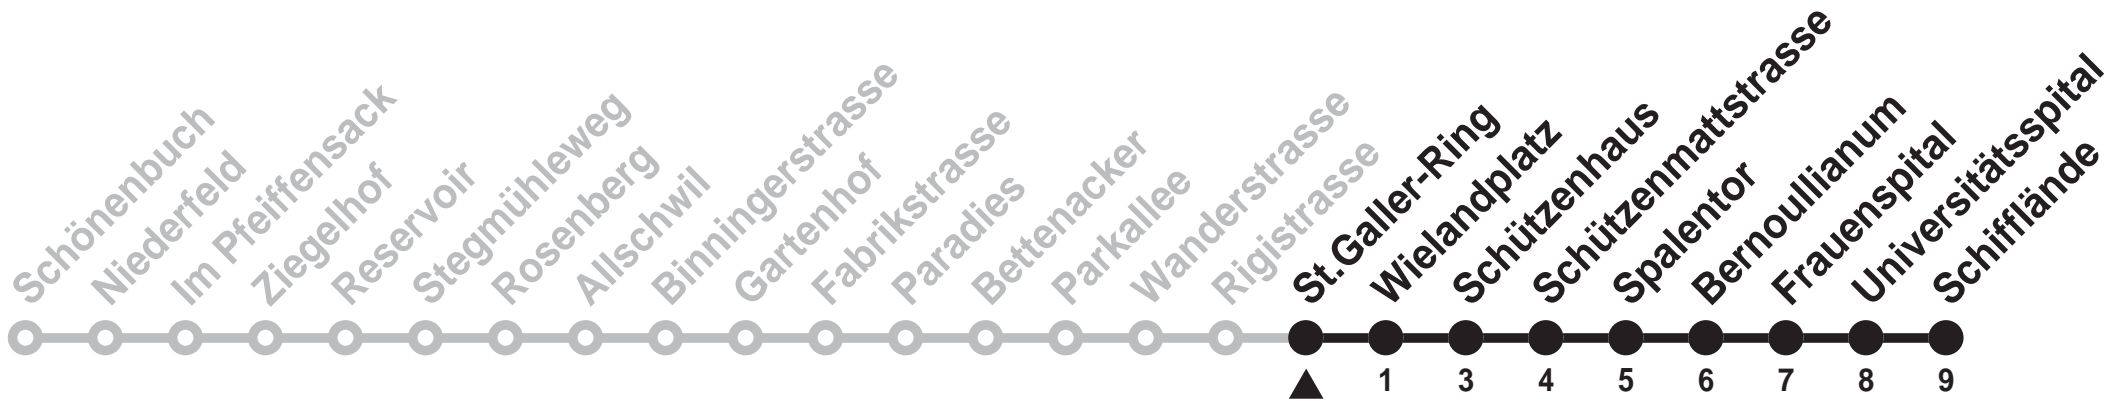 Schönenbuch
Niederfeld
Im Pfeiffensack
Ziegelhof
Reservoir
Stegmühleweg
Rosenberg
Allschwil
Binningerstrasse
Gartenhof
Fabrikstrasse
Paradies
Bettenacker
Parkallee
Wanderstrasse
Rigistrasse
St.Galler-Ring
Wielandplatz
Schützenhaus
Schützenmattstrasse
Spalentor
Bernoullianum
Frauenspital
Universitätsspital
Schifflände
1 3 4 5 6 7 8 9